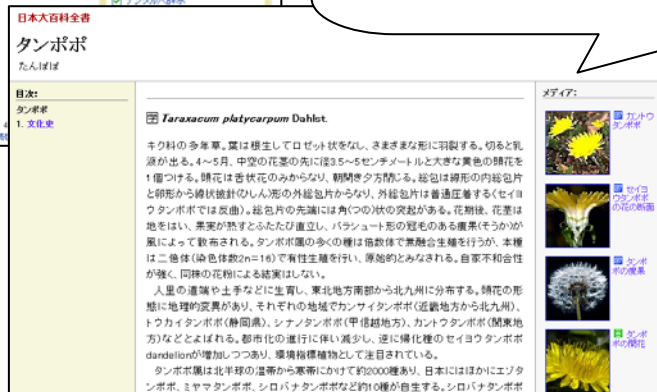 日本大百科全書
タンポポ
たんぽぽ
目次:
タンポポ
1. 文化史
Taraxacum platycarpum Dahlst.
キク科の多年草。葉は根生してロゼット状をなし、さまざまな形に羽裂する。切ると乳
液が出る。4~5月、中空の花茎の先に径3.5~5センチメートルと大きな黄色の頭花を
1個つける。頭花は舌状花のみからなり、朝開き夕方閉じる。総包は線形の内総包片
と卵形から線状披針(ひしん)形の外総包片からなり、外総包片は普通圧着する(セイヨ
ウタンポポでは反曲)。総包片の先端には角(つの)状の突起がある。花期後、花茎は
地をはい、果実が熟すとふたたび直立し、パラシュート形の冠毛のある痩果(そうか)が
風によって散布される。タンポポ属の多くの種は倍数体で無融合生殖を行うが、本種
は二倍体(染色体数2n=16)で有性生殖を行い、原始的とみなされる。自家不和合性
が強く、同株の花粉による結実はしない。
人里の道端や土手などに生育し、東北地方南部から北九州に分布する。頭花の形
態に地理的変異があり、それぞれの地域でカンサイタンポポ(近畿地方から北九州)、
トウカイタンポポ(静岡県)、シナノタンポポ(甲信越地方)、カントウタンポポ(関東地
方)などとよばれる。都市化の進行に伴い減少し、逆に帰化種のセイヨウタンポポ
dandelionが増加しつつあり、環境指標植物として注目されている。
タンポポ属は北半球の温帯から寒帯にかけて約2000種あり、日本にはほかにエゾタ
ンポポ、ミヤマタンポポ、シロバナタンポポなど約10種が自生する。シロバナタンポポ
メディア:
カントウ
タンポポ
セイヨ
ウタンポポ
の花の断面
タンポ
ポの痩果
タンポ
ポの開花